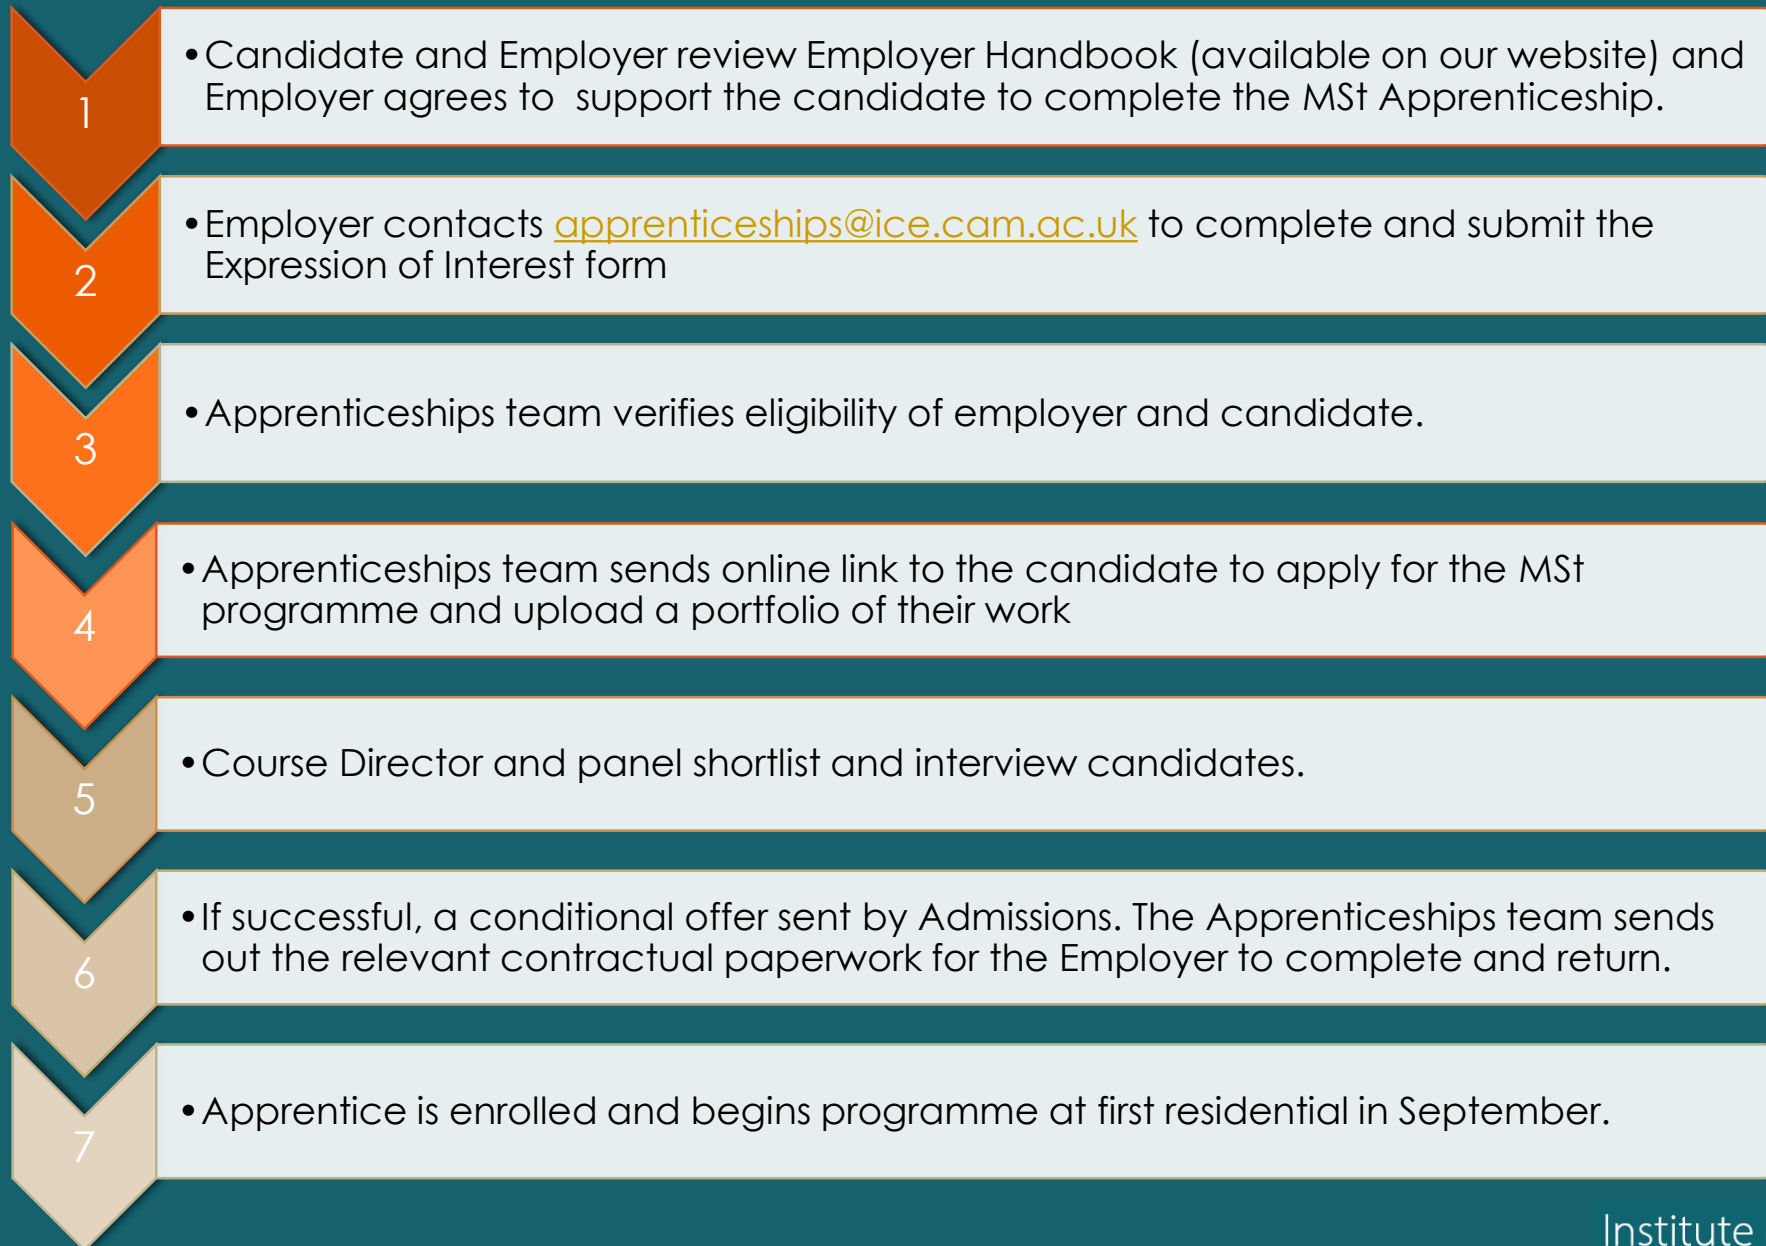 1
•Candidate and Employer review Employer Handbook (available on our website) and
Employer agrees to  support the candidate to complete the MSt Apprenticeship.
2
•Employer contacts apprenticeships@ice.cam.ac.uk to complete and submit the
Expression of Interest form
3
•Apprenticeships team verifies eligibility of employer and candidate.
4
•Apprenticeships team sends online link to the candidate to apply for the MSt
programme and upload a portfolio of their work
5
•Course Director and panel shortlist and interview candidates.
6
•If successful, a conditional offer sent by Admissions. The Apprenticeships team sends
out the relevant contractual paperwork for the Employer to complete and return.
7
•Apprentice is enrolled and begins programme at first residential in September.
Institute